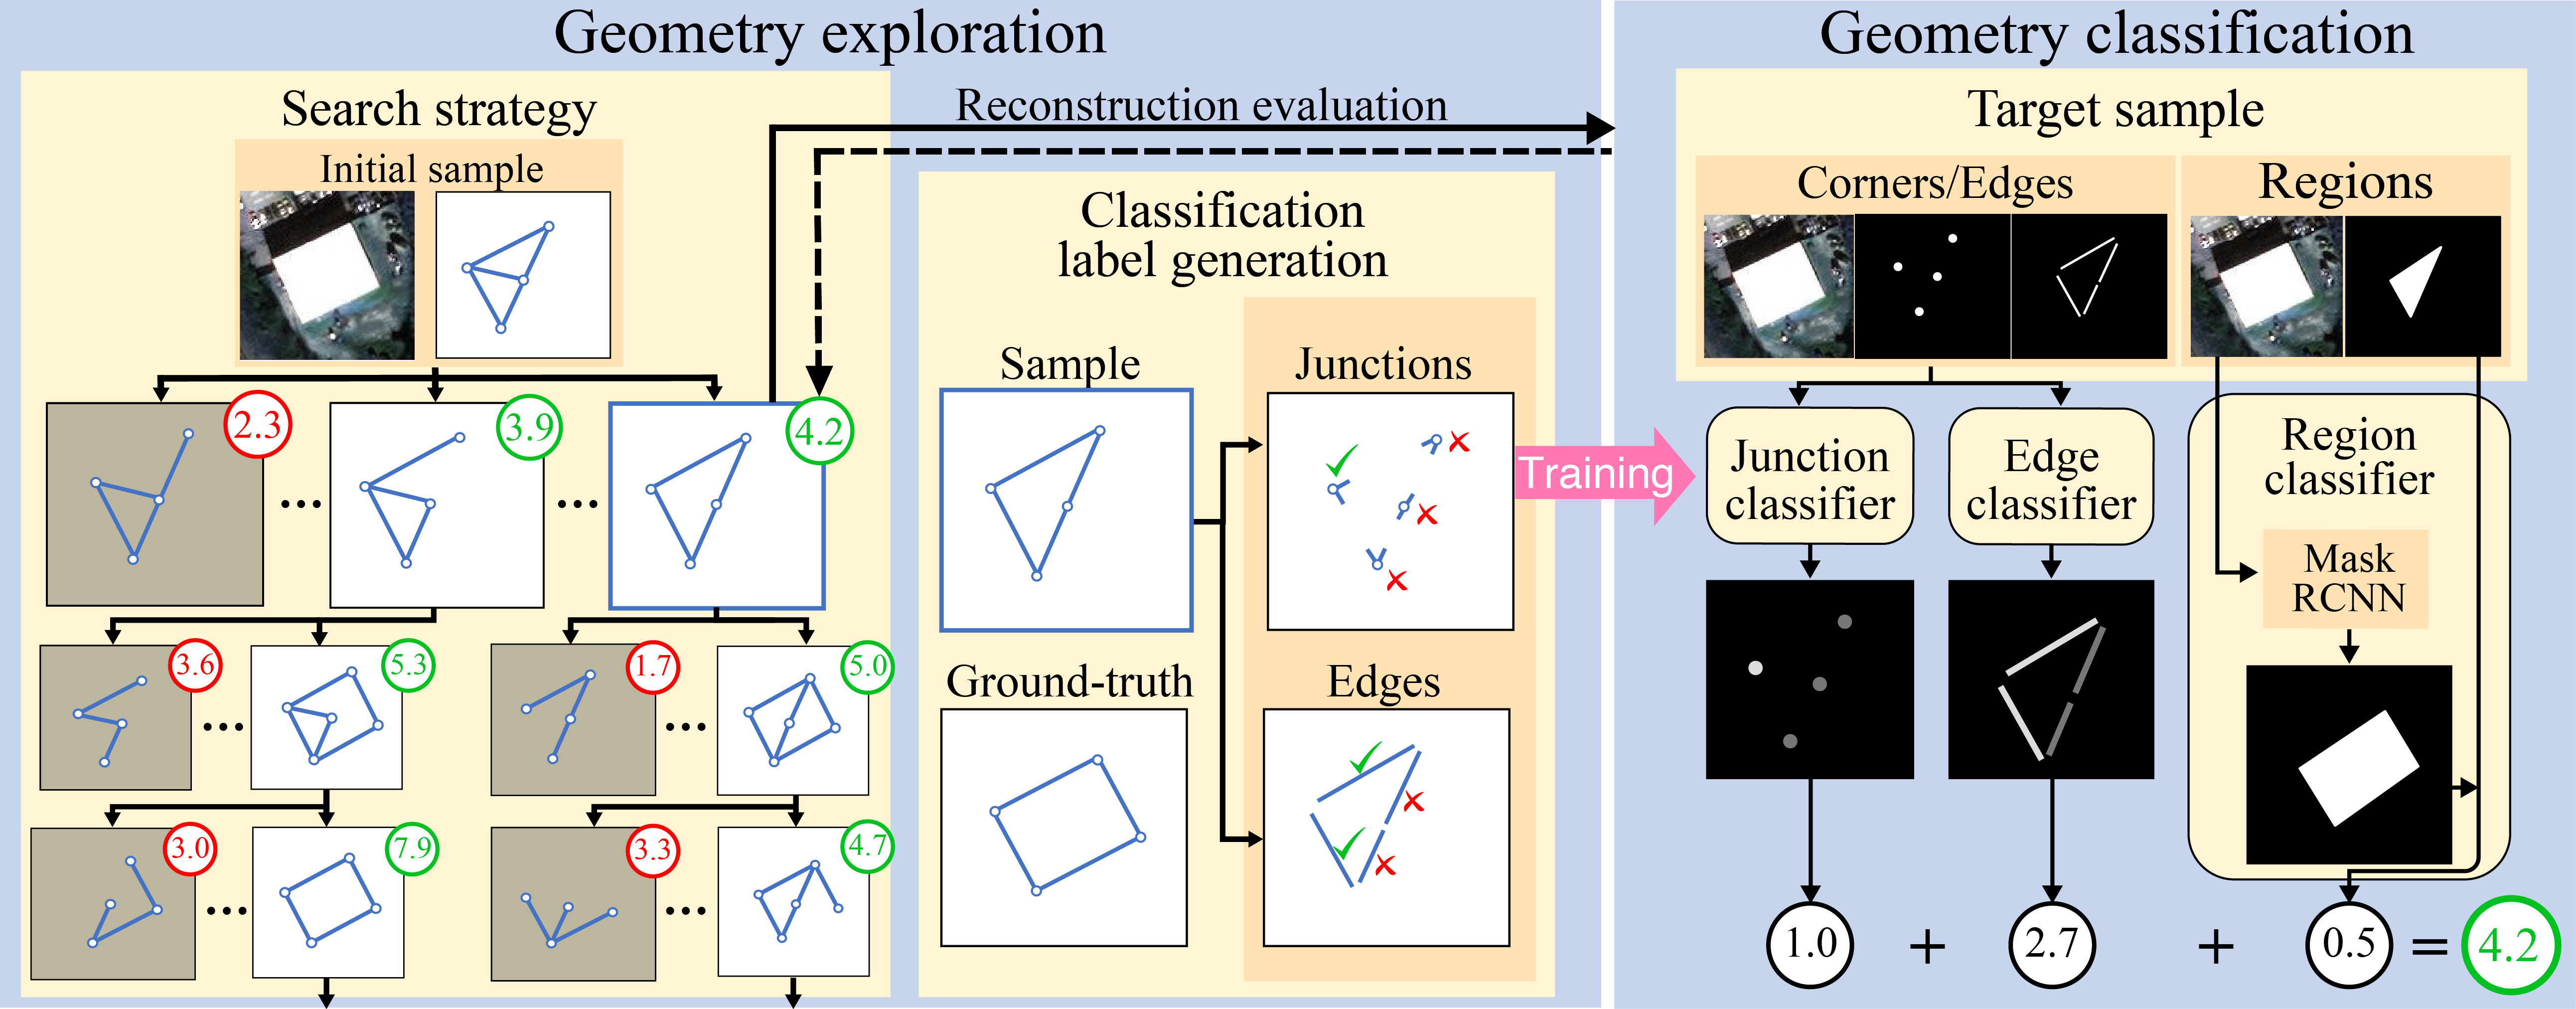 Geometry exploration
Search strategy
Initial sample
2.3
3.9
4.2
3.6
5.3
1.7
5.0
3.0
7.9
3.3
4.7
Reconstruction evaluation
Classification
label generation
Sample
Junctions
Ground-truth
Edges
Training
Geometry classification
Target sample
Corners/Edges
Regions
Junction
classifier
Edge
classifier
Region
classifier
Mask
RCNN
1.0 + 2.7 + 0.5 = 4.2